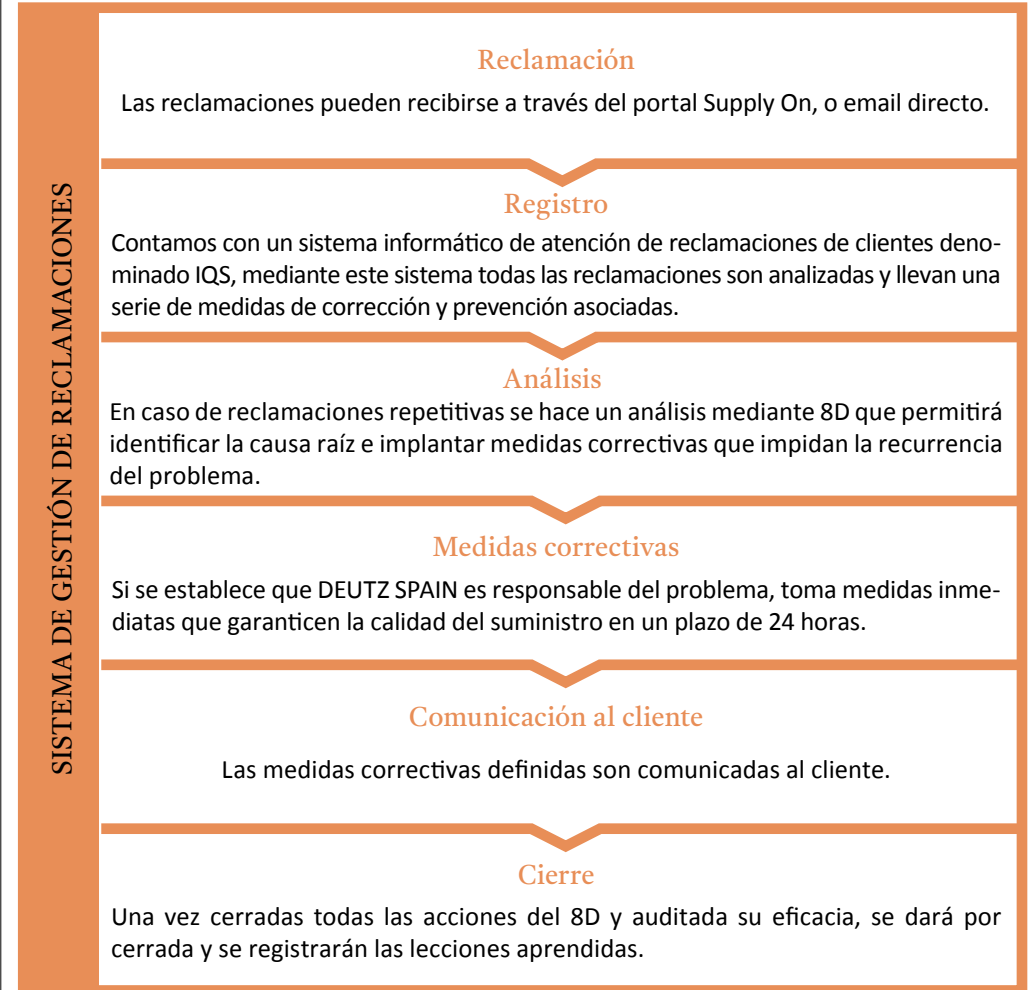 SISTEMA DE GESTIÓN DE RECLAMACIONES
Reclamación
Las reclamaciones pueden recibirse a través del portal Supply On, o email directo.
Registro
Contamos con un sistema informático de atención de reclamaciones de clientes deno-
minado IQS, mediante este sistema todas las reclamaciones son analizadas y llevan una
serie de medidas de corrección y prevención asociadas.
Análisis
En caso de reclamaciones repetitivas se hace un análisis mediante 8D que permitirá
identificar la causa raíz e implantar medidas correctivas que impidan la recurrencia
del problema.
Medidas correctivas
Si se establece que DEUTZ SPAIN es responsable del problema, toma medidas inme-
diatas que garanticen la calidad del suministro en un plazo de 24 horas.
Comunicación al cliente
Las medidas correctivas definidas son comunicadas al cliente.
Cierre
Una vez cerradas todas las acciones del 8D y auditada su eficacia, se dará por
cerrada y se registrarán las lecciones aprendidas.